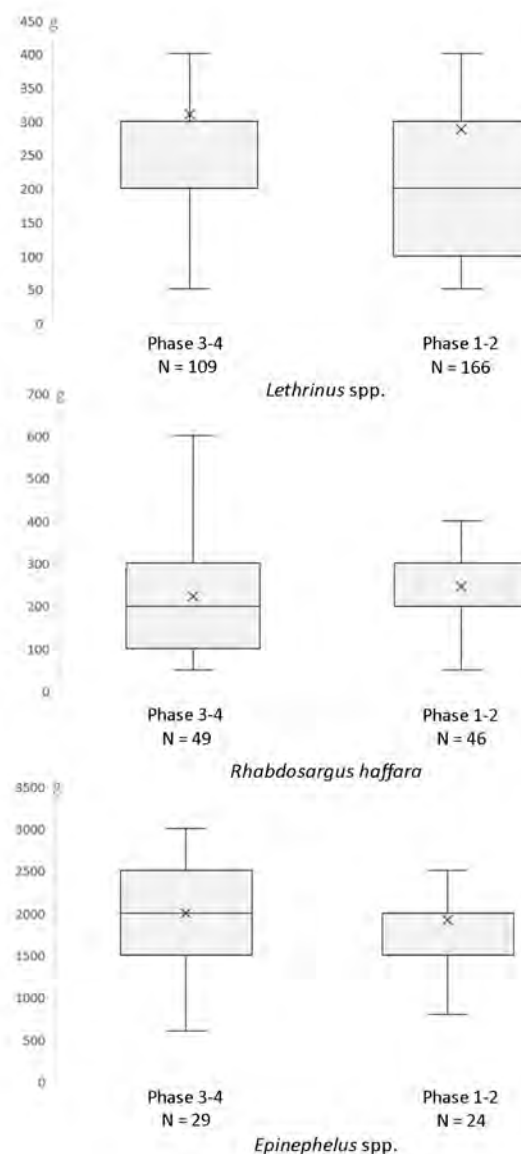 450 g
400
350
300
250
200
150
100
50
0
Phase 3-4 Phase 1-2
N = 109 N = 166
Lethrinus spp.
700 g
600
500
400
300
200
100
0
Phase 3-4 Phase 1-2
N = 49 N = 46
Rhabdosargus haffara
3500 g
3000
2500
2000
1500
1000
500
0
Phase 3-4 Phase 1-2
N = 29 N = 24
Epinephelus spp.